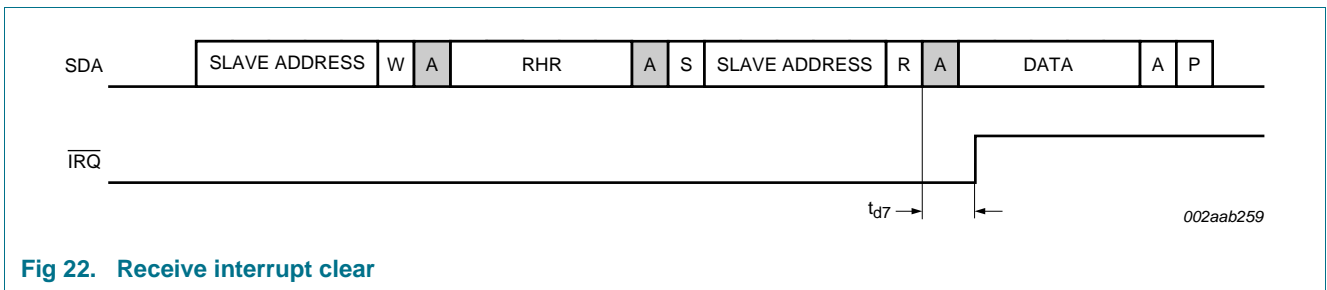 SDA SLAVE ADDRESS W A RHR A S SLAVE ADDRESS R A DATA A P
IRQ
td7
002aab259
Fig 22. Receive interrupt clear